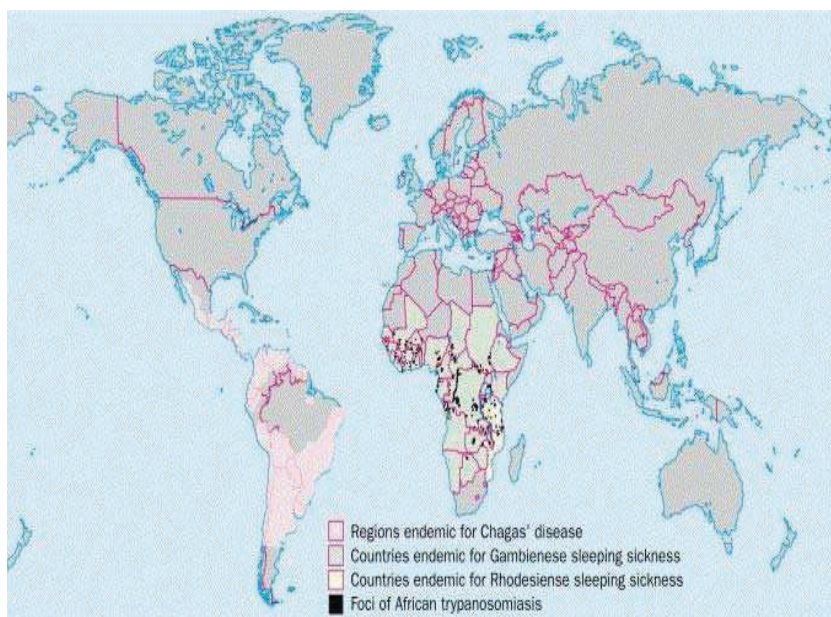 Regions endemic for Chagas' disease
Countries endemic for Gambienese sleeping sickness
Countries endemic for Rhodesiense sleeping sickness
Foci of African trypanosomiasis